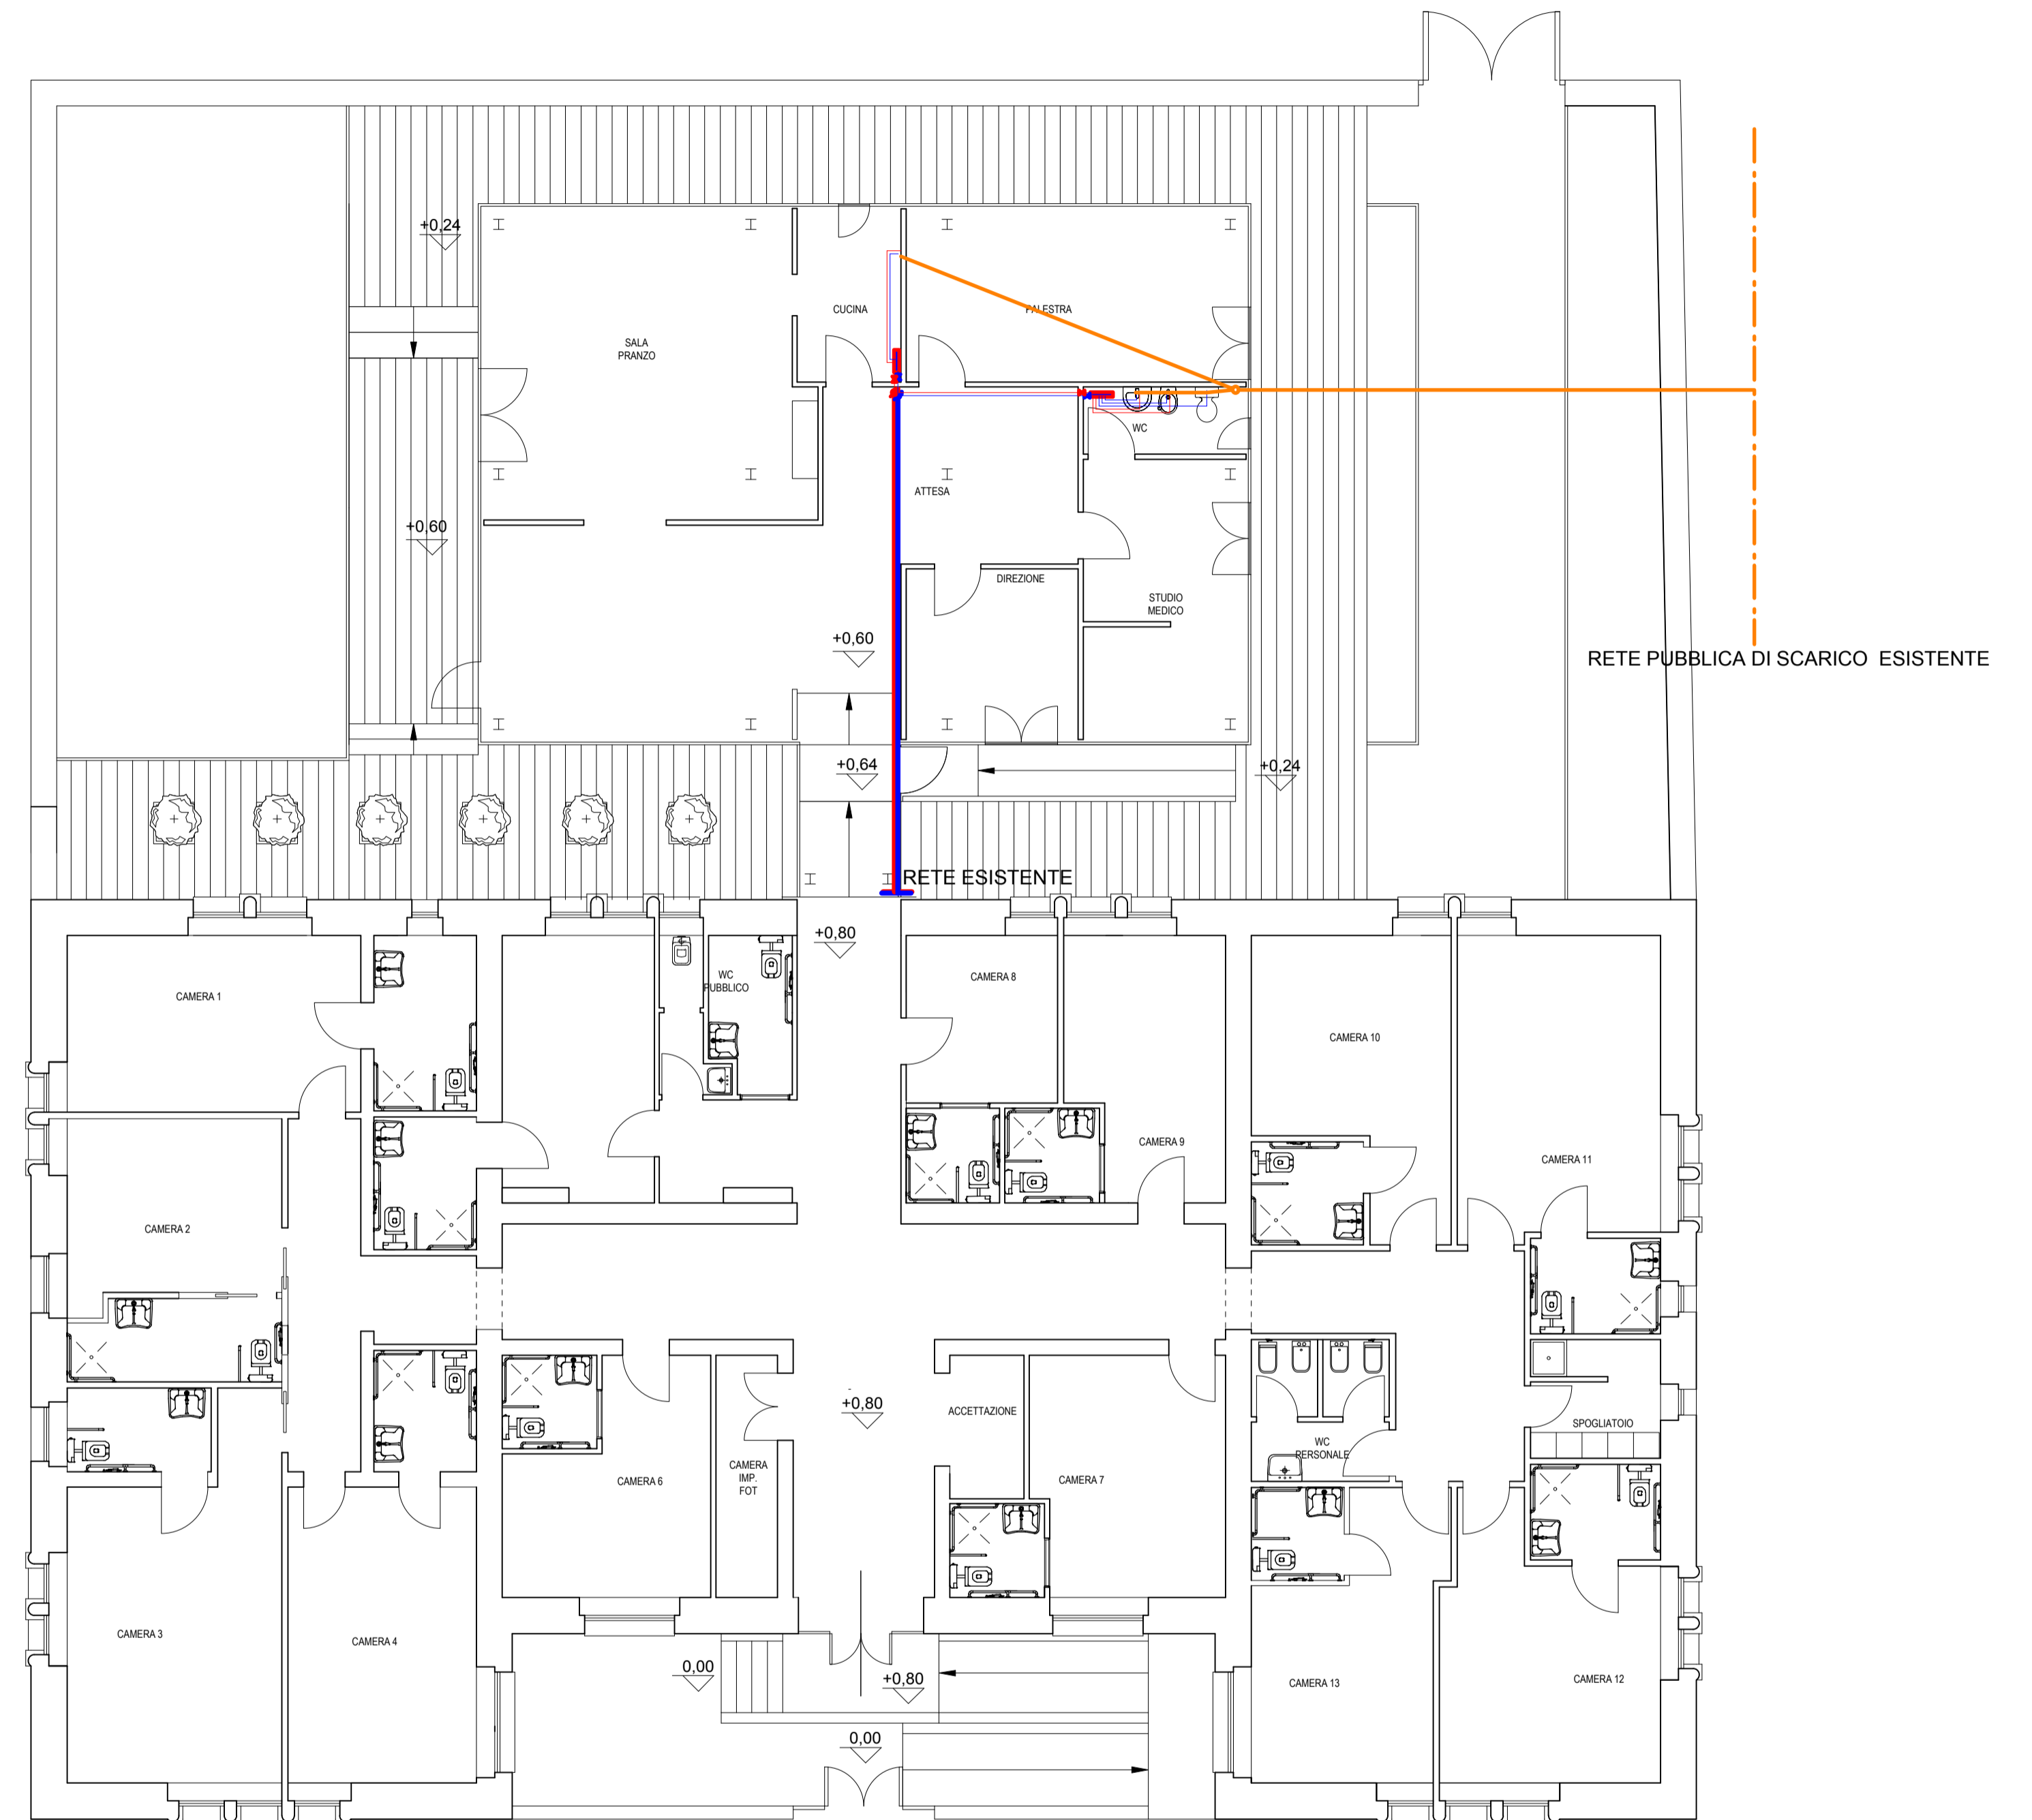 +0,24
CUCINA
PALESTRA
SALA
PRANZO
WC
ATTESA
+0,60
DIREZIONE
STUDIO
MEDICO
+0,60
RETE PUBBLICA DI SCARICO ESISTENTE
+0,64
+0,24
RETE ESISTENTE
+0,80
WC
PUBBLICO
CAMERA 8
CAMERA 1
CAMERA 10
CAMERA 9
CAMERA 11
CAMERA 2
+0,80
ACCETTAZIONE
SPOGLIATOIO
WC
PERSONALE
CAMERA
IMP.
FOT
CAMERA 6
CAMERA 7
CAMERA 3
CAMERA 4
0,00
+0,80
CAMERA 13
CAMERA 12
0,00